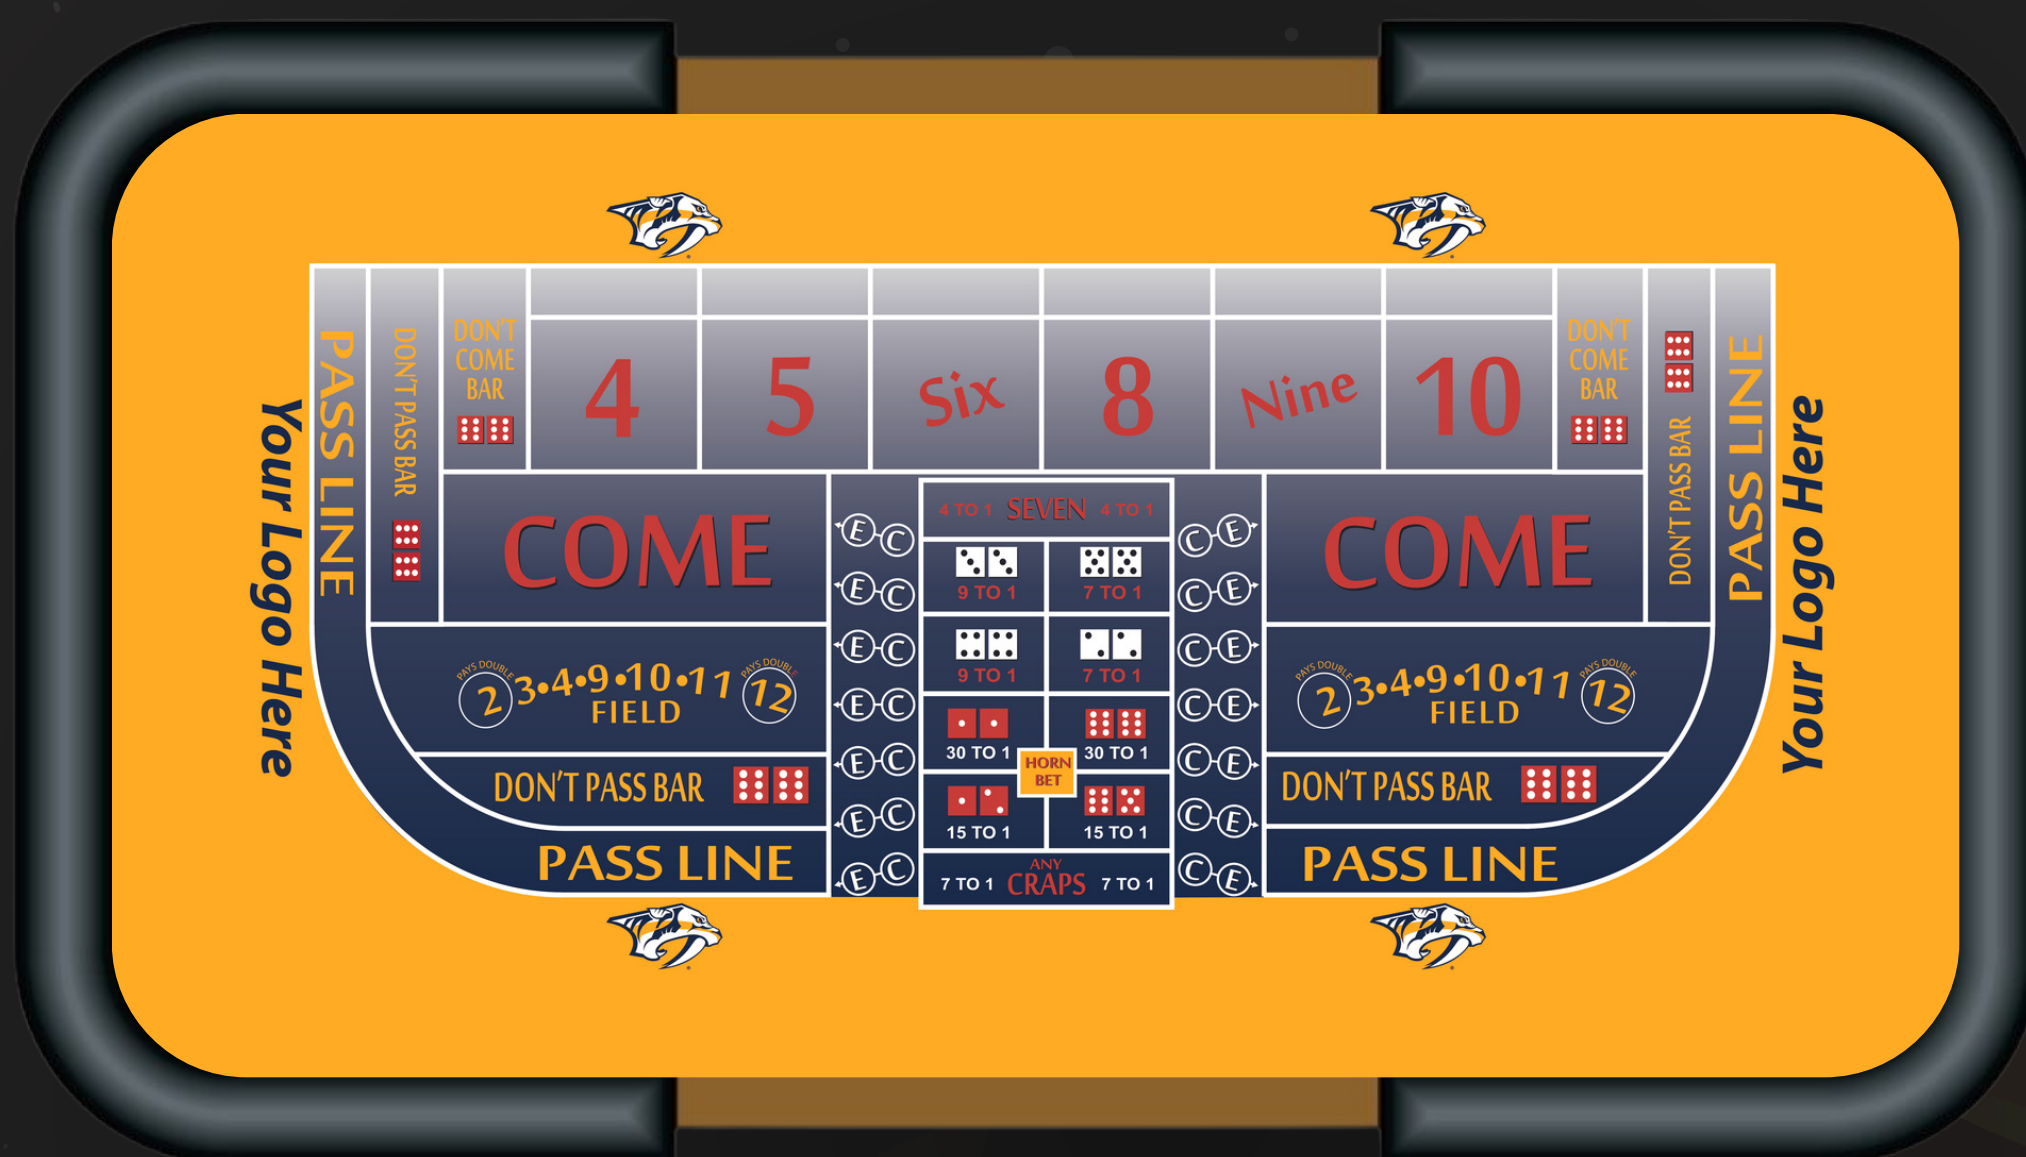 Your Logo Here
PASS LINE
DON'T PASS BAR
DON'T
COME
BAR
4
5
Six
8
Nine
10
DON'T
COME
BAR
DON'T PASS BAR
PASS LINE
Your Logo Here
COME
COME
4 TO 1 SEVEN 4 TO 1
9 TO 1
7 TO 1
9 TO 1
7 TO 1
30 TO 1
30 TO 1
HORN
BET
15 TO 1
15 TO 1
ANY
7 TO 1 CRAPS 7 TO 1
E C
E C
E C
E C
E C
E C
E C
C E
C E
C E
C E
C E
C E
C E
PAYS DOUBLE
PAYS DOUBLE
2 3•4•9•10•11 12
FIELD
DON'T PASS BAR
PASS LINE
PAYS DOUBLE
PAYS DOUBLE
2 3•4•9•10•11 12
FIELD
DON'T PASS BAR
PASS LINE